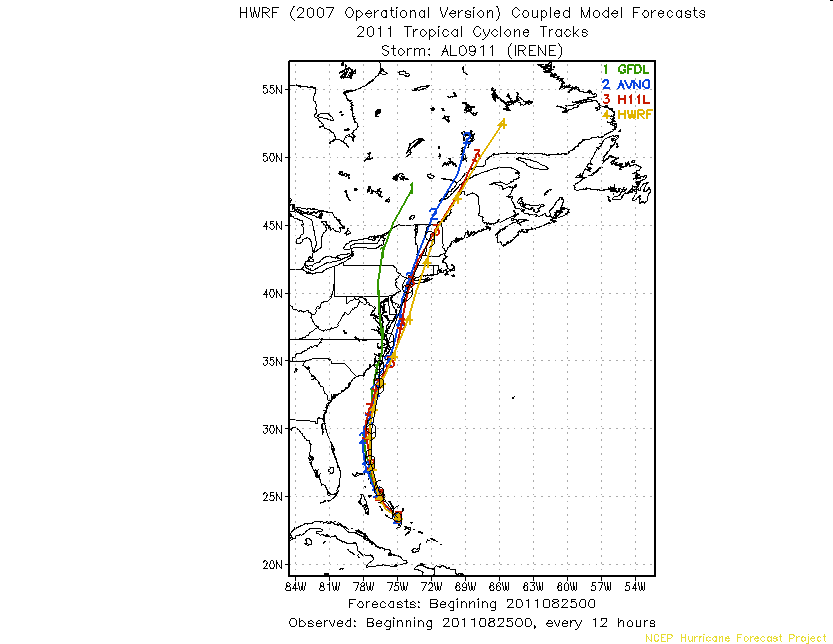 HWRF (2007 Operational Version) Coupled Model Forecasts
2011 Tropical Cyclone Tracks
Storm: AL0911 (IRENE)
1 GFDL
2 AVNO
3 H11L
4 HWRF
55N
50N
45N
40N
35N
30N
25N
20N
84W 81W 78W 75W 72W 69W 66W 63W 60W 57W 54W
Forecasts: Beginning 2011082500
Observed: Beginning 2011082500, every 12 hours
NCEP Hurricane Forecast Project